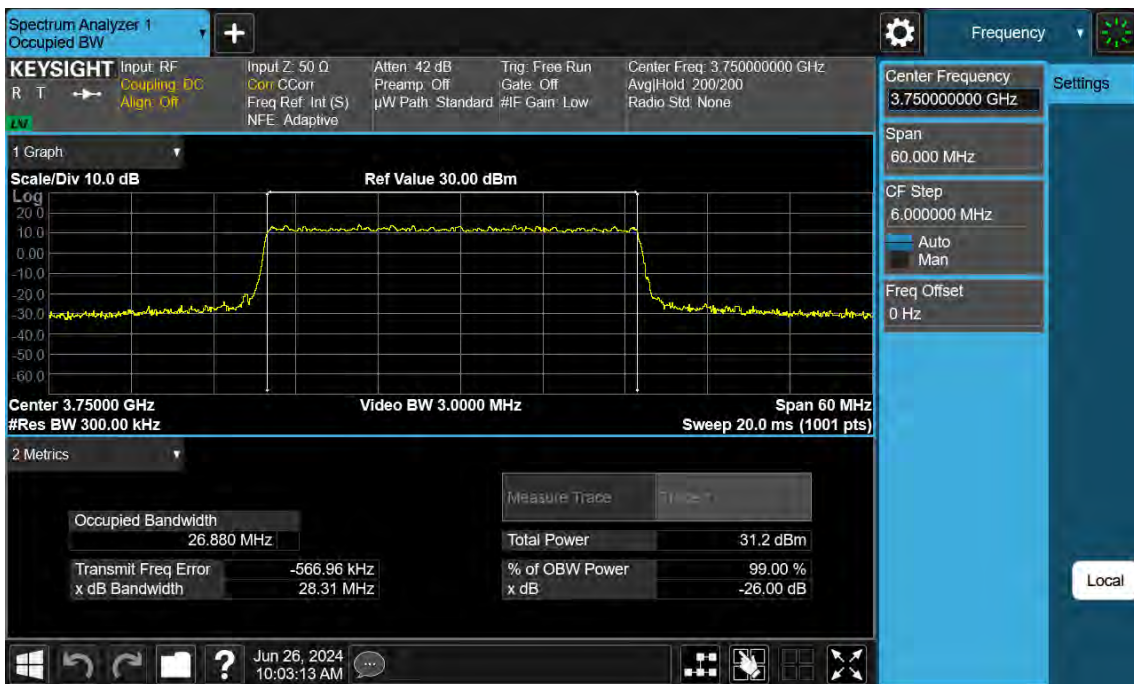 Spectrum Analyzer 1
Occupied BW
Frequency
KEYSIGHT
R T
LW
Input: RF
Coupling: DC
Align: Off
Input Z: 50 Ω
Corr CCorr
Freq Ref: Int (S)
NFE: Adaptive
Atten: 42 dB
Preamp: Off
µW Path: Standard
Trig: Free Run
Gate: Off
#IF Gain: Low
Center Freq: 3.750000000 GHz
Avg|Hold: 200/200
Radio Std: None
Center Frequency
3.750000000 GHz
Settings
Span
60.000 MHz
CF Step
6.000000 MHz
Auto
Man
Freq Offset
0 Hz
Local
1 Graph
Scale/Div 10.0 dB
Ref Value 30.00 dBm
Log
20.0
10.0
0.00
-10.0
-20.0
-30.0
-40.0
-50.0
-60.0
Center 3.75000 GHz
Video BW 3.0000 MHz
Span 60 MHz
#Res BW 300.00 kHz
Sweep 20.0 ms (1001 pts)
2 Metrics
Measure Trace
Trace 1
Occupied Bandwidth
26.880 MHz
Total Power
31.2 dBm
Transmit Freq Error
-566.96 kHz
% of OBW Power
99.00 %
x dB Bandwidth
28.31 MHz
x dB
-26.00 dB
Jun 26, 2024
10:03:13 AM